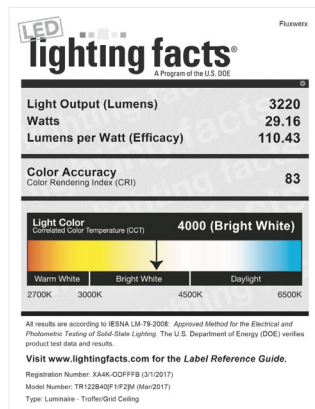 Fluxwerx
LED
lighting facts®
A Program of the U.S. DOE
Light Output (Lumens) 3220
Watts 29.16
Lumens per Watt (Efficacy) 110.43
Color Accuracy
Color Rendering Index (CRI) 83
Light Color
Correlated Color Temperature (CCT) 4000 (Bright White)
Warm White Bright White Daylight
2700K 3000K 4500K 6500K
All results are according to IESNA LM-79-2008: Approved Method for the Electrical and
Photometric Testing of Solid-State Lighting. The U.S. Department of Energy (DOE) verifies
product test data and results.
Visit www.lightingfacts.com for the Label Reference Guide.
Registration Number: XA4K-OOFFFB (3/1/2017)
Model Number: TR122B40[F1/F2]M (Mar/2017)
Type: Luminaire - Troffer/Grid Ceiling